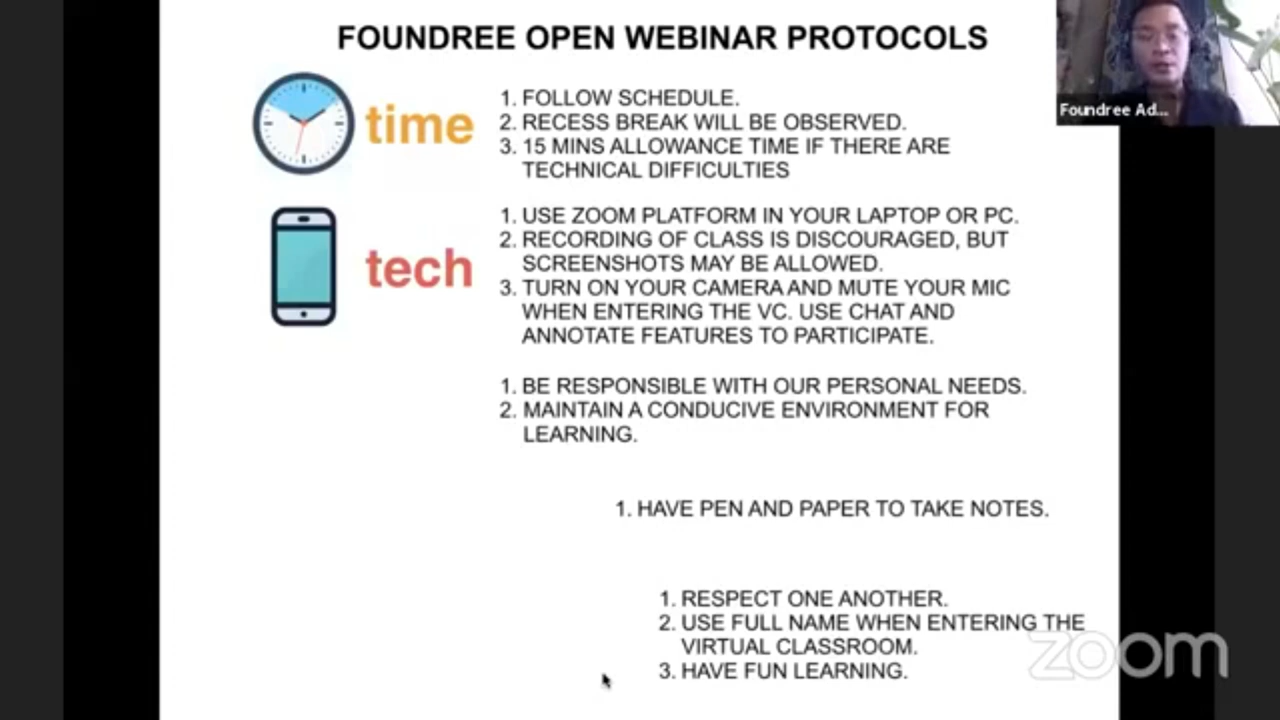 FOUNDREE OPEN WEBINAR PROTOCOLS
Foundree Ad...
time
1. FOLLOW SCHEDULE.
2. RECESS BREAK WILL BE OBSERVED.
3. 15 MINS ALLOWANCE TIME IF THERE ARE
TECHNICAL DIFFICULTIES
tech
1. USE ZOOM PLATFORM IN YOUR LAPTOP OR PC.
2. RECORDING OF CLASS IS DISCOURAGED, BUT
SCREENSHOTS MAY BE ALLOWED.
3. TURN ON YOUR CAMERA AND MUTE YOUR MIC
WHEN ENTERING THE VC. USE CHAT AND
ANNOTATE FEATURES TO PARTICIPATE.
1. BE RESPONSIBLE WITH OUR PERSONAL NEEDS.
2. MAINTAIN A CONDUCIVE ENVIRONMENT FOR
LEARNING.
1. HAVE PEN AND PAPER TO TAKE NOTES.
1. RESPECT ONE ANOTHER.
2. USE FULL NAME WHEN ENTERING THE
VIRTUAL CLASSROOM.
3. HAVE FUN LEARNING.
zoom